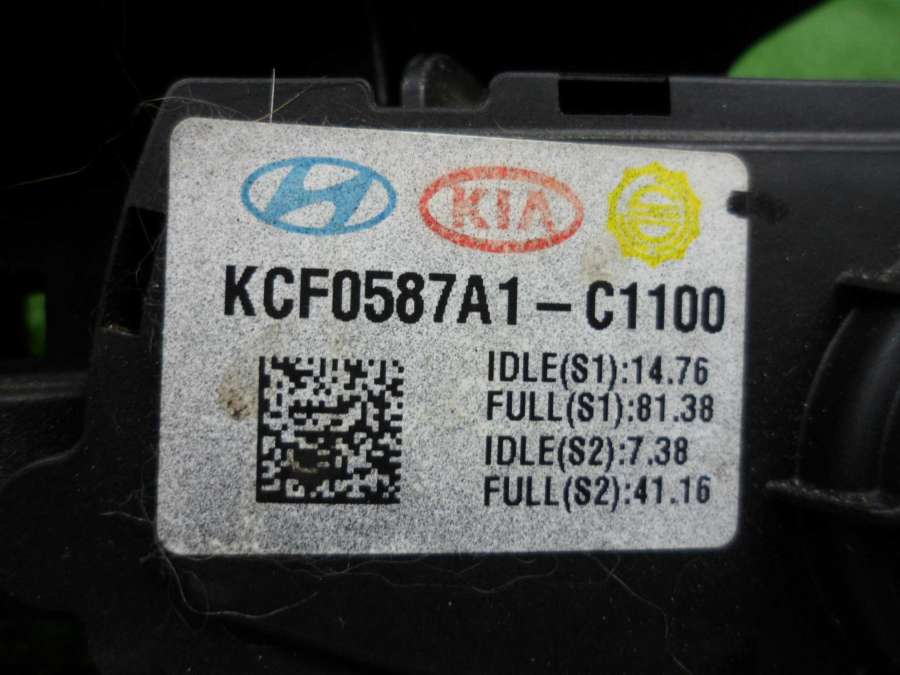 KIA
KCF0587A1-C1100
IDLE(S1):14.76
FULL(S1):81.38
IDLE(S2):7.38
FULL(S2):41.16